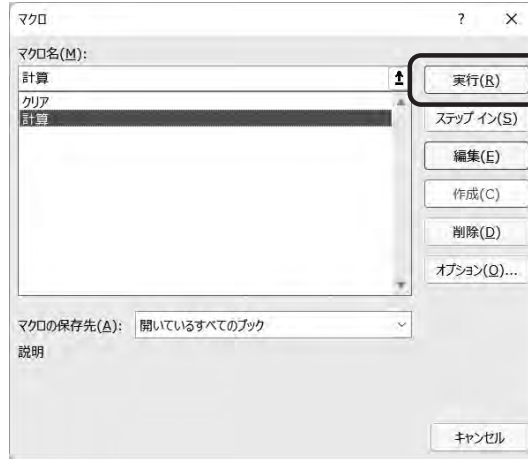 マクロ ? ×
マクロ名(M):
計算
実行(R)
クリア
計算
ステップ イン(S)
編集(E)
作成(C)
削除(D)
オプション(O)...
マクロの保存先(A): 開いているすべてのブック
説明
キャンセル